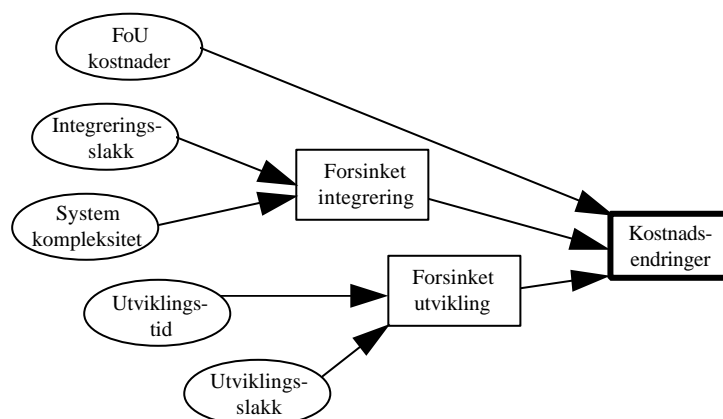 FoU
kostnader
Integrerings-
slakk
Forsinket
integrering
System
kompleksitet
Kostnads-
endringer
Forsinket
utvikling
Utviklings-
tid
Utviklings-
slakk